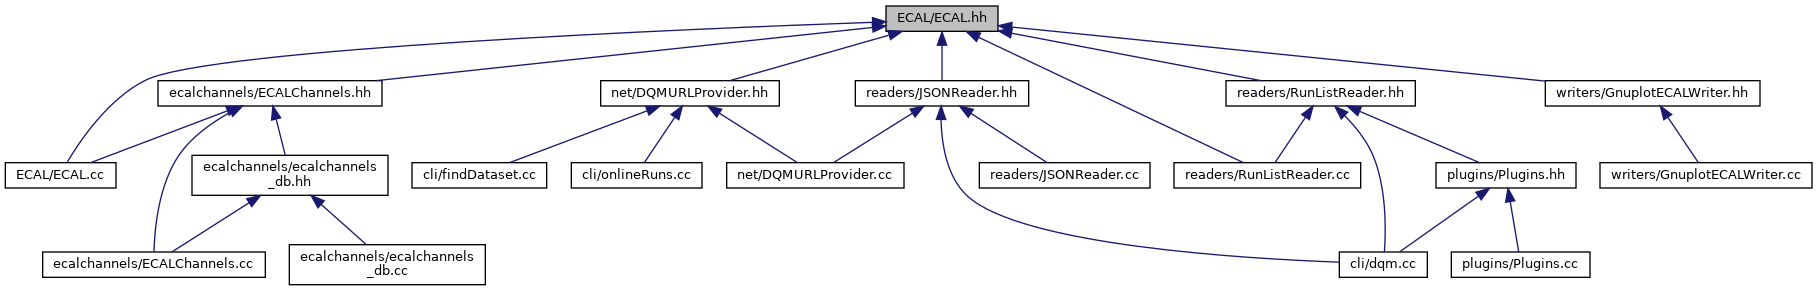 ECAL/ECAL.hh
ecalchannels/ECALChannels.hh
net/DQMURLProvider.hh
readers/JSONReader.hh
readers/RunListReader.hh
writers/GnuplotECALWriter.hh
ECAL/ECAL.cc
ecalchannels/ecalchannels
_db.hh
cli/findDataset.cc
cli/onlineRuns.cc
net/DQMURLProvider.cc
readers/JSONReader.cc
readers/RunListReader.cc
plugins/Plugins.hh
writers/GnuplotECALWriter.cc
ecalchannels/ECALChannels.cc
ecalchannels/ecalchannels
_db.cc
cli/dqm.cc
plugins/Plugins.cc